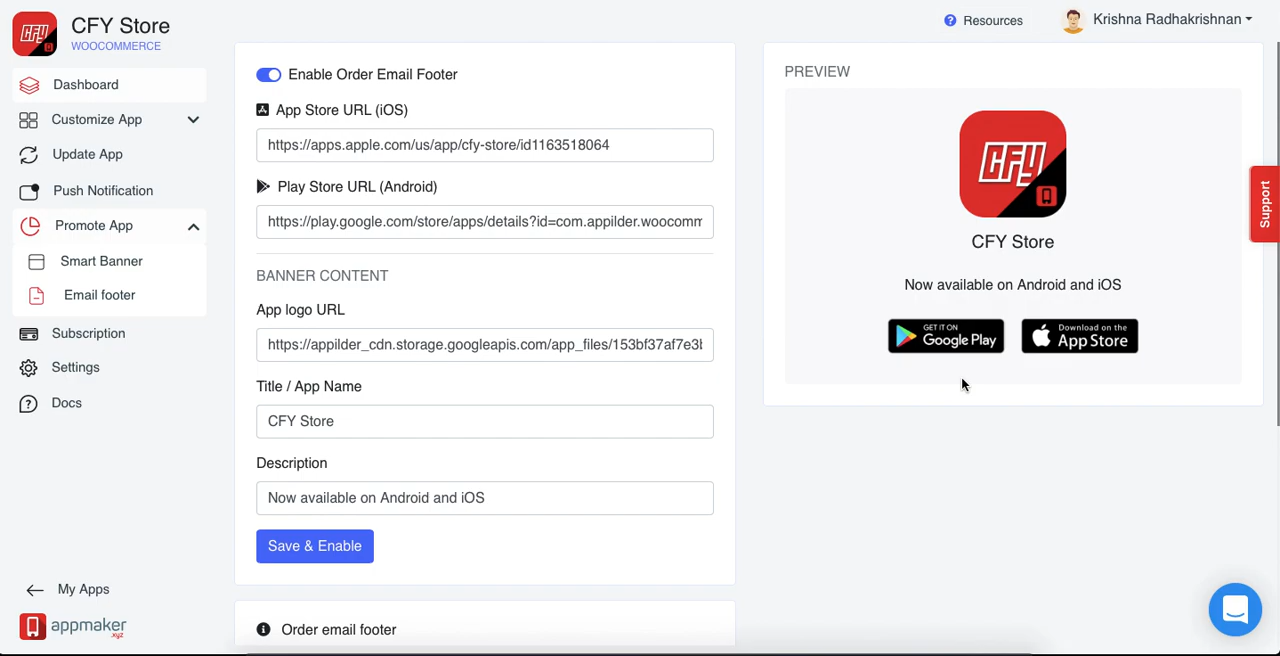 CFY Store
WOOCOMMERCE
Resources
Krishna Radhakrishnan
Dashboard
Customize App
Update App
Push Notification
Promote App
Smart Banner
Email footer
Subscription
Settings
Docs
My Apps
appmaker
.xyz
Enable Order Email Footer
App Store URL (iOS)
https://apps.apple.com/us/app/cfy-store/id1163518064
Play Store URL (Android)
https://play.google.com/store/apps/details?id=com.appilder.woocomm
BANNER CONTENT
App logo URL
https://appilder_cdn.storage.googleapis.com/app_files/153bf37af7e3
Title / App Name
CFY Store
Description
Now available on Android and iOS
Save & Enable
Order email footer
PREVIEW
CFY
CFY Store
Now available on Android and iOS
GET IT ON
Google Play
Download on the
App Store
Support